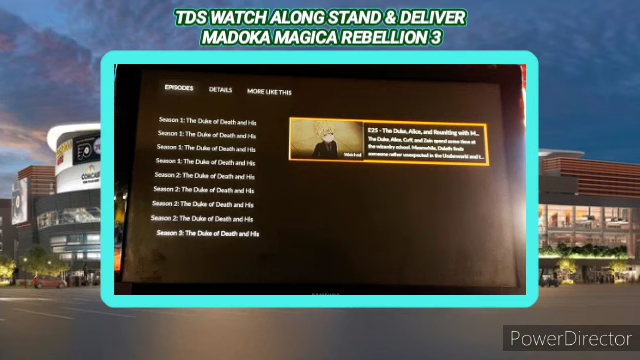 TDS WATCH ALONG STAND & DELIVER
MADOKA MAGICA REBELLION 3
EPISODES DETAILS MORE LIKE THIS
Season 1: The Duke of Death and His
Season 1: The Duke of Death and His
Season 1: The Duke of Death and His
Season 1: The Duke of Death and His
Season 2: The Duke of Death and His
Season 2: The Duke of Death and His
Season 2: The Duke of Death and His
Season 2: The Duke of Death and His
Season 3: The Duke of Death and His
E25 - The Duke, Alice, and Reuniting with M...
The Duke, Alice, Cuff, and Zain spend some time at
the wizardry school. Meanwhile, Daleth finds
someone rather unexpected in the Underworld and t...
Watched
PowerDirector